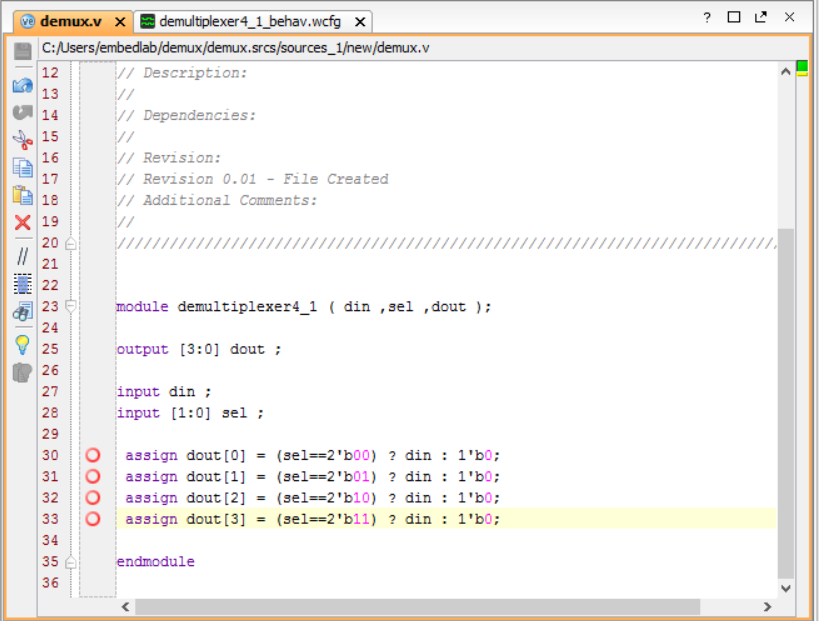 demux.v × demultiplexer4_1_behav.wcfg ×
C:/Users/embedlab/demux/demux.srcs/sources_1/new/demux.v
12 // Description:
13 //
14 // Dependencies:
15 //
16 // Revision:
17 // Revision 0.01 - File Created
18 // Additional Comments:
19 //
20 ////////////////////////////////////////////////////////////////////////////
21
22
23 module demultiplexer4_1 ( din ,sel ,dout );
24
25 output [3:0] dout ;
26
27 input din ;
28 input [1:0] sel ;
29
30 assign dout[0] = (sel==2'b00) ? din : 1'b0;
31 assign dout[1] = (sel==2'b01) ? din : 1'b0;
32 assign dout[2] = (sel==2'b10) ? din : 1'b0;
33 assign dout[3] = (sel==2'b11) ? din : 1'b0;
34
35 endmodule
36